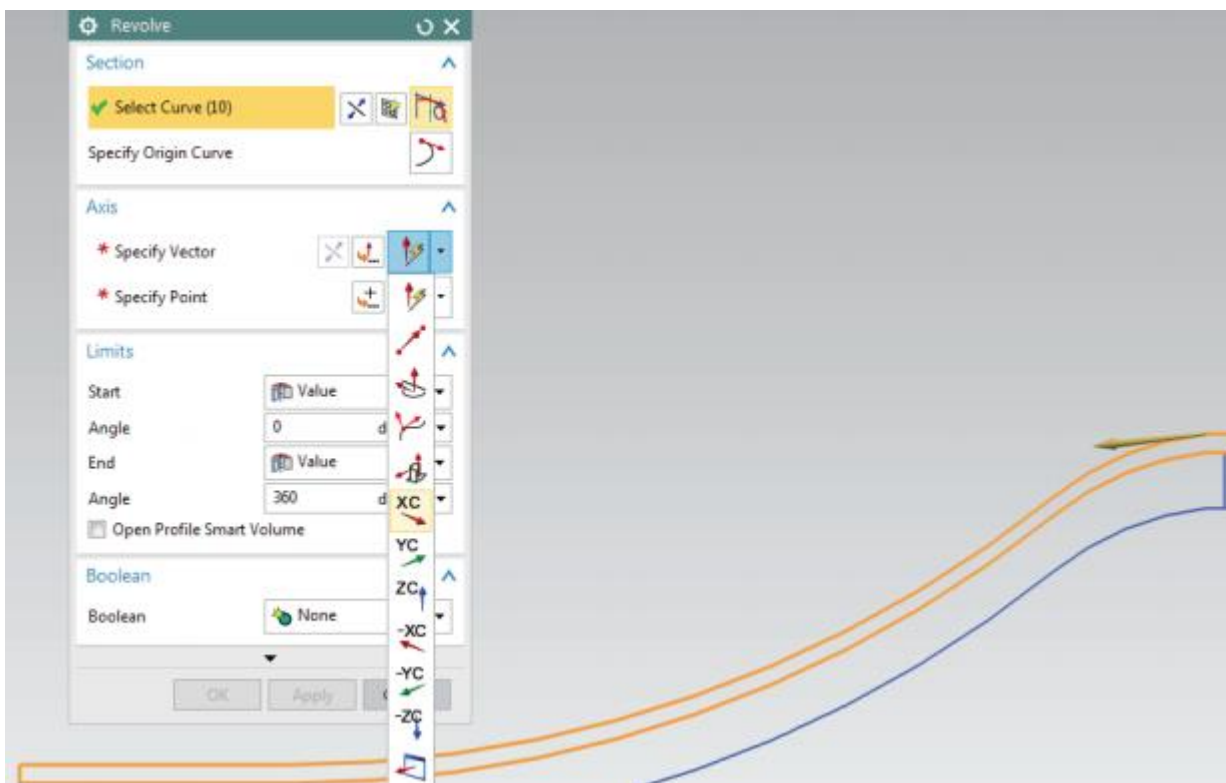 Revolve
Section
Select Curve (10)
Specify Origin Curve
Axis
* Specify Vector
* Specify Point
Limits
Start
Value
Angle
0
d
End
Value
Angle
360
d
XC
Open Profile Smart Volume
YC
Boolean
ZC
Boolean
None
-XC
-YC
OK
Apply
-ZC